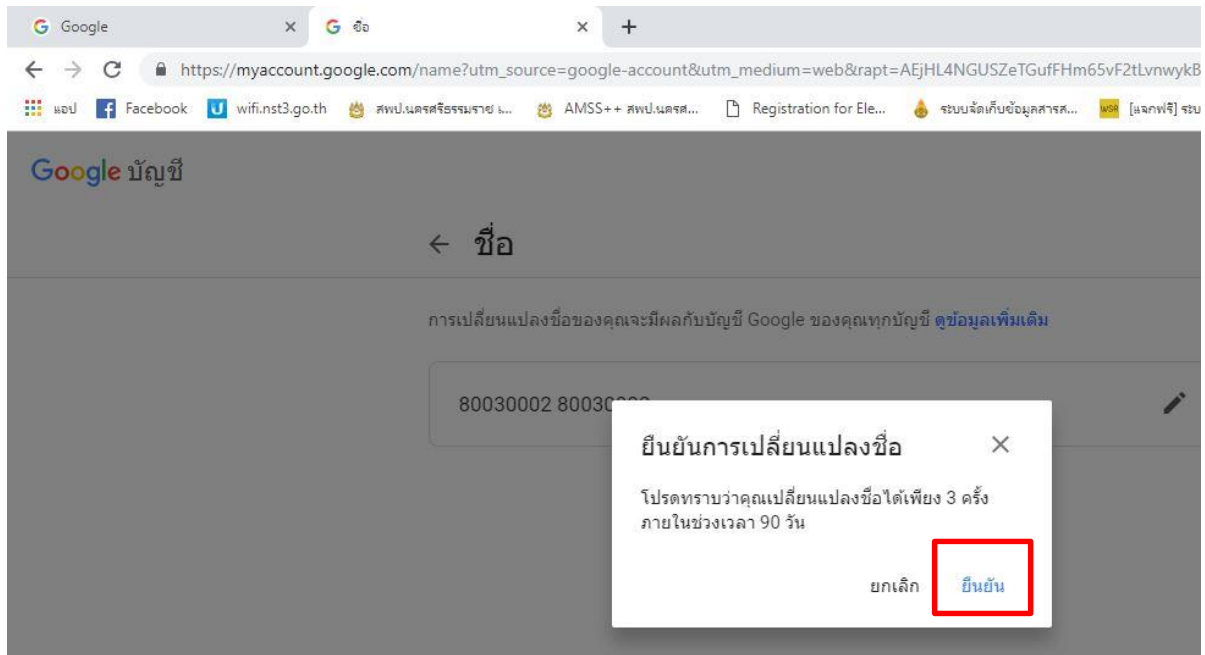 Google
ชื่อ
https://myaccount.google.com/name?utm_source=google-account&utm_medium=web&rapt=AEjHL4NGUSZeTGufFHm65vF2tLvnwykB
แอป Facebook wifi.nst3.go.th สพป.นครศรีธรรมราช เ... AMSS++ สพป.นครศ... Registration for Ele... ระบบจัดเก็บข้อมูลสารส... [แจกฟรี] ระบ
Google บัญชี
ชื่อ
การเปลี่ยนแปลงชื่อของคุณจะมีผลกับบัญชี Google ของคุณทุกบัญชี ดูข้อมูลเพิ่มเติม
80030002
ยืนยันการเปลี่ยนแปลงชื่อ
โปรดทราบว่าคุณเปลี่ยนแปลงชื่อได้เพียง 3 ครั้ง
ภายในช่วงเวลา 90 วัน
ยกเลิก ยืนยัน